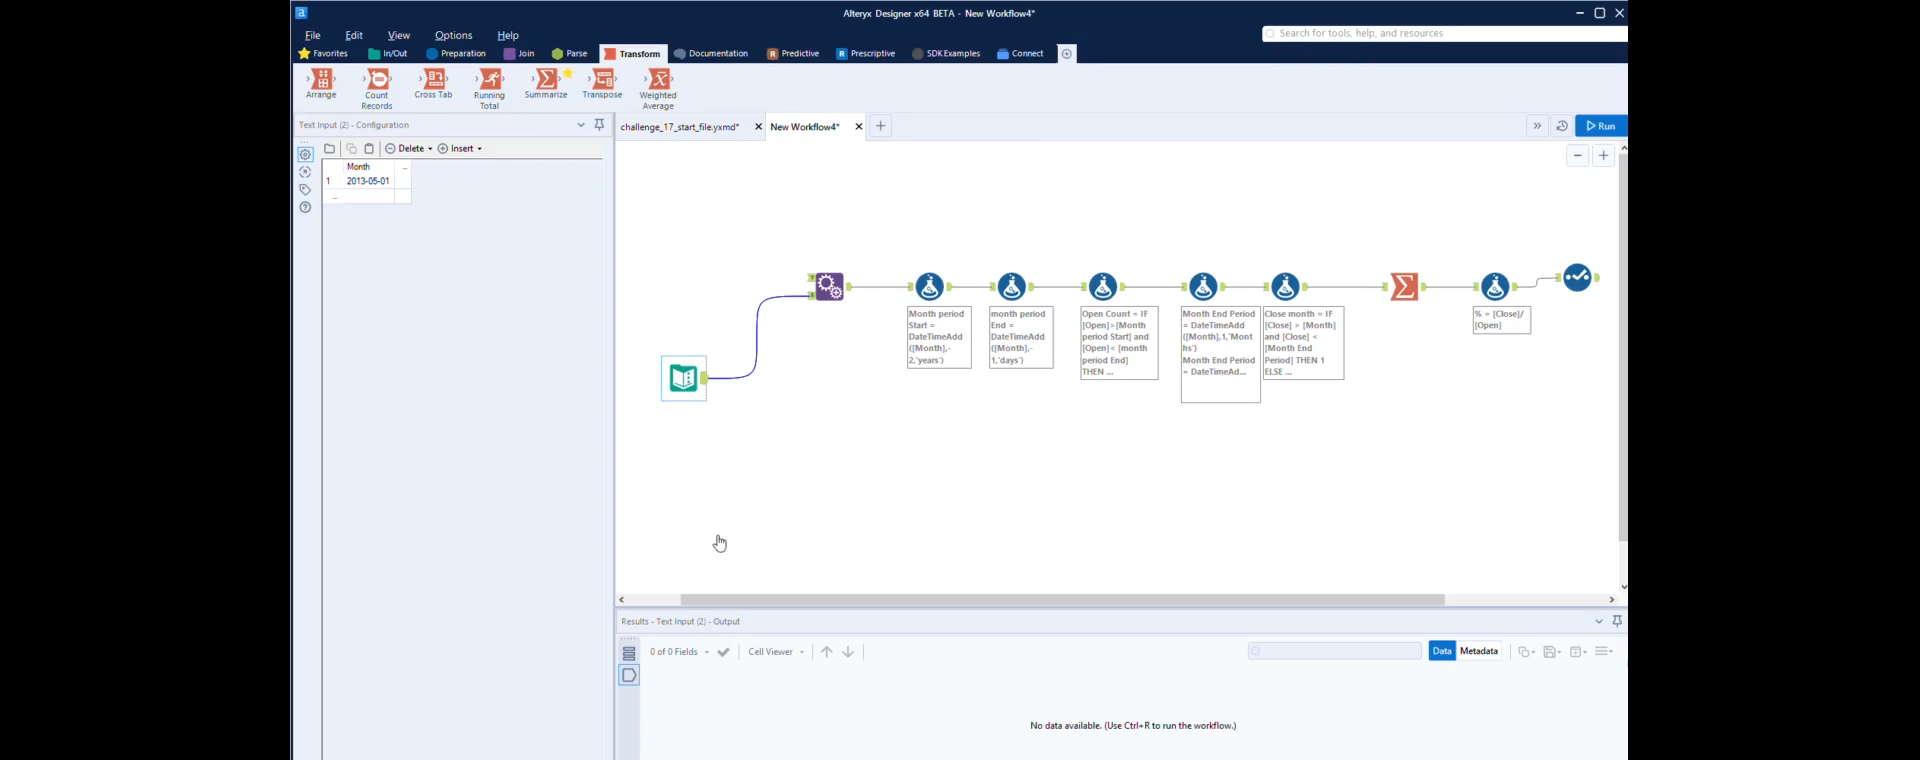 a
Alteryx Designer x64 BETA - New Workflow4*
File Edit View Options Help
Search for tools, help, and resources
Favorites In/Out Preparation Join Parse Transform Documentation R Predictive R Prescriptive SDK Examples Connect
Arrange
Count Records
Cross Tab
Running Total
Summarize
Transpose
Weighted Average
Text Input (2) - Configuration
challenge_17_start_file.yxmd*
New Workflow4*
Run
Delete Insert
Month ...
1 2013-05-01
...
Month period
Start =
DateTimeAdd
([Month],-
2,'years')
month period
End =
DateTimeAdd
([Month],-
1,'days')
Open Count = IF
[Open]>[Month
period Start] and
[Open]< [month
period End]
THEN ...
Month End Period
= DateTimeAdd
([Month],1,'Mont
hs')
Month End Period
= DateTimeAd...
Close month = IF
[Close] > [Month]
and [Close] <
[Month End
Period] THEN 1
ELSE ...
% = [Close]/
[Open]
Results - Text Input (2) - Output
0 of 0 Fields Cell Viewer Data Metadata
No data available. (Use Ctrl+R to run the workflow.)